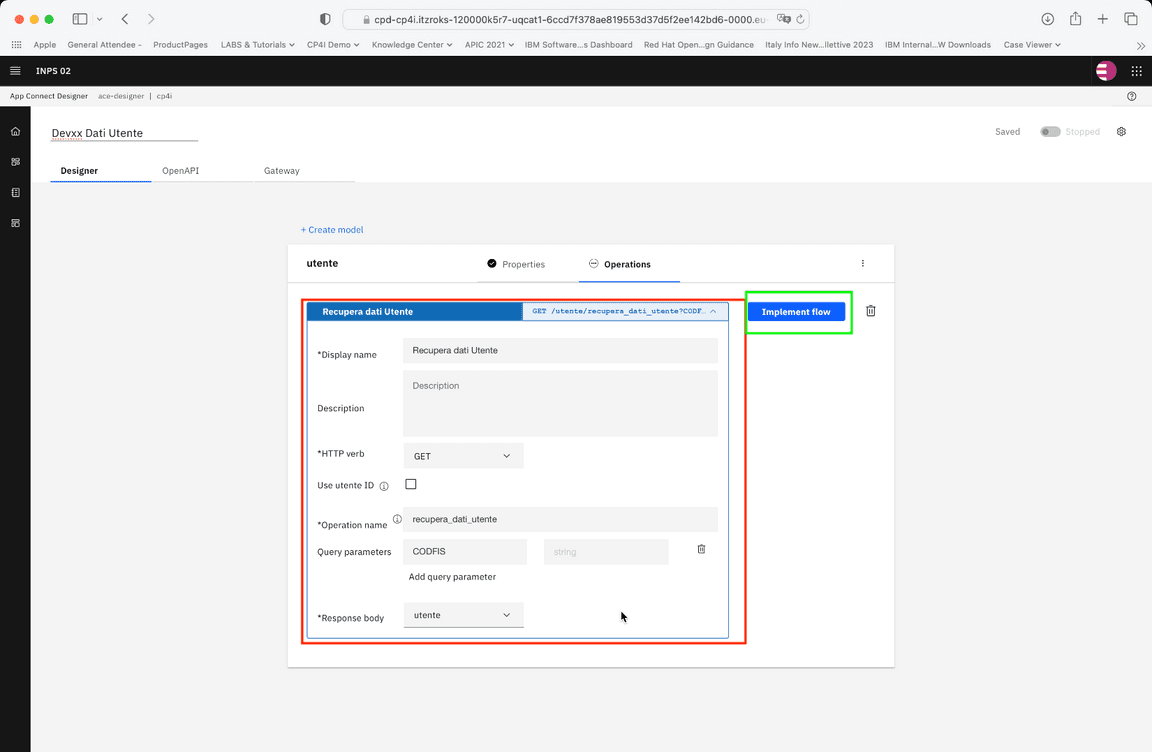 cpd-cp4i.itzroks-120000k5r7-uqcat1-6ccd7f378ae819553d37d5f2ee142bd6-0000.eu-
Apple General Attendee - ProductPages LABS & Tutorials CP4I Demo Knowledge Center APIC 2021 IBM Software...s Dashboard Red Hat Open...gn Guidance Italy Info New...llettive 2023 IBM Internal...W Downloads Case Viewer
INPS 02
App Connect Designer ace-designer | cp4i
Devxx Dati Utente
Saved Stopped
Designer OpenAPI Gateway
+ Create model
utente Properties Operations
Recupera dati Utente GET /utente/recupera_dati_utente?CODF…
Implement flow
*Display name Recupera dati Utente
Description Description
*HTTP verb GET
Use utente ID
*Operation name recupera_dati_utente
Query parameters CODFIS string
Add query parameter
*Response body utente